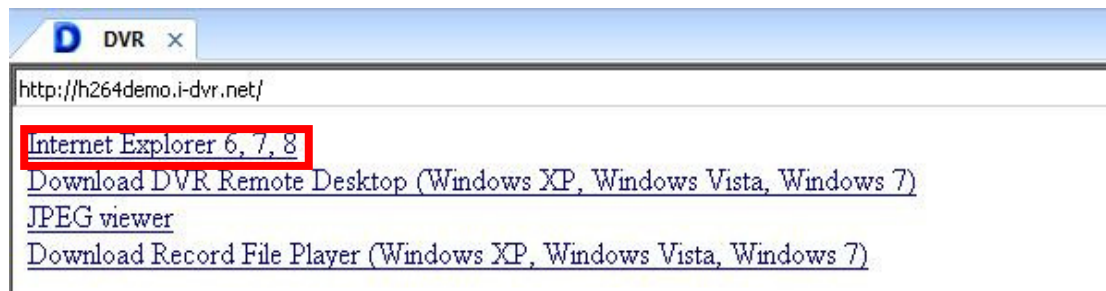 D DVR ×
http://h264demo.i-dvr.net/
Internet Explorer 6, 7, 8
Download DVR Remote Desktop (Windows XP, Windows Vista, Windows 7)
JPEG viewer
Download Record File Player (Windows XP, Windows Vista, Windows 7)